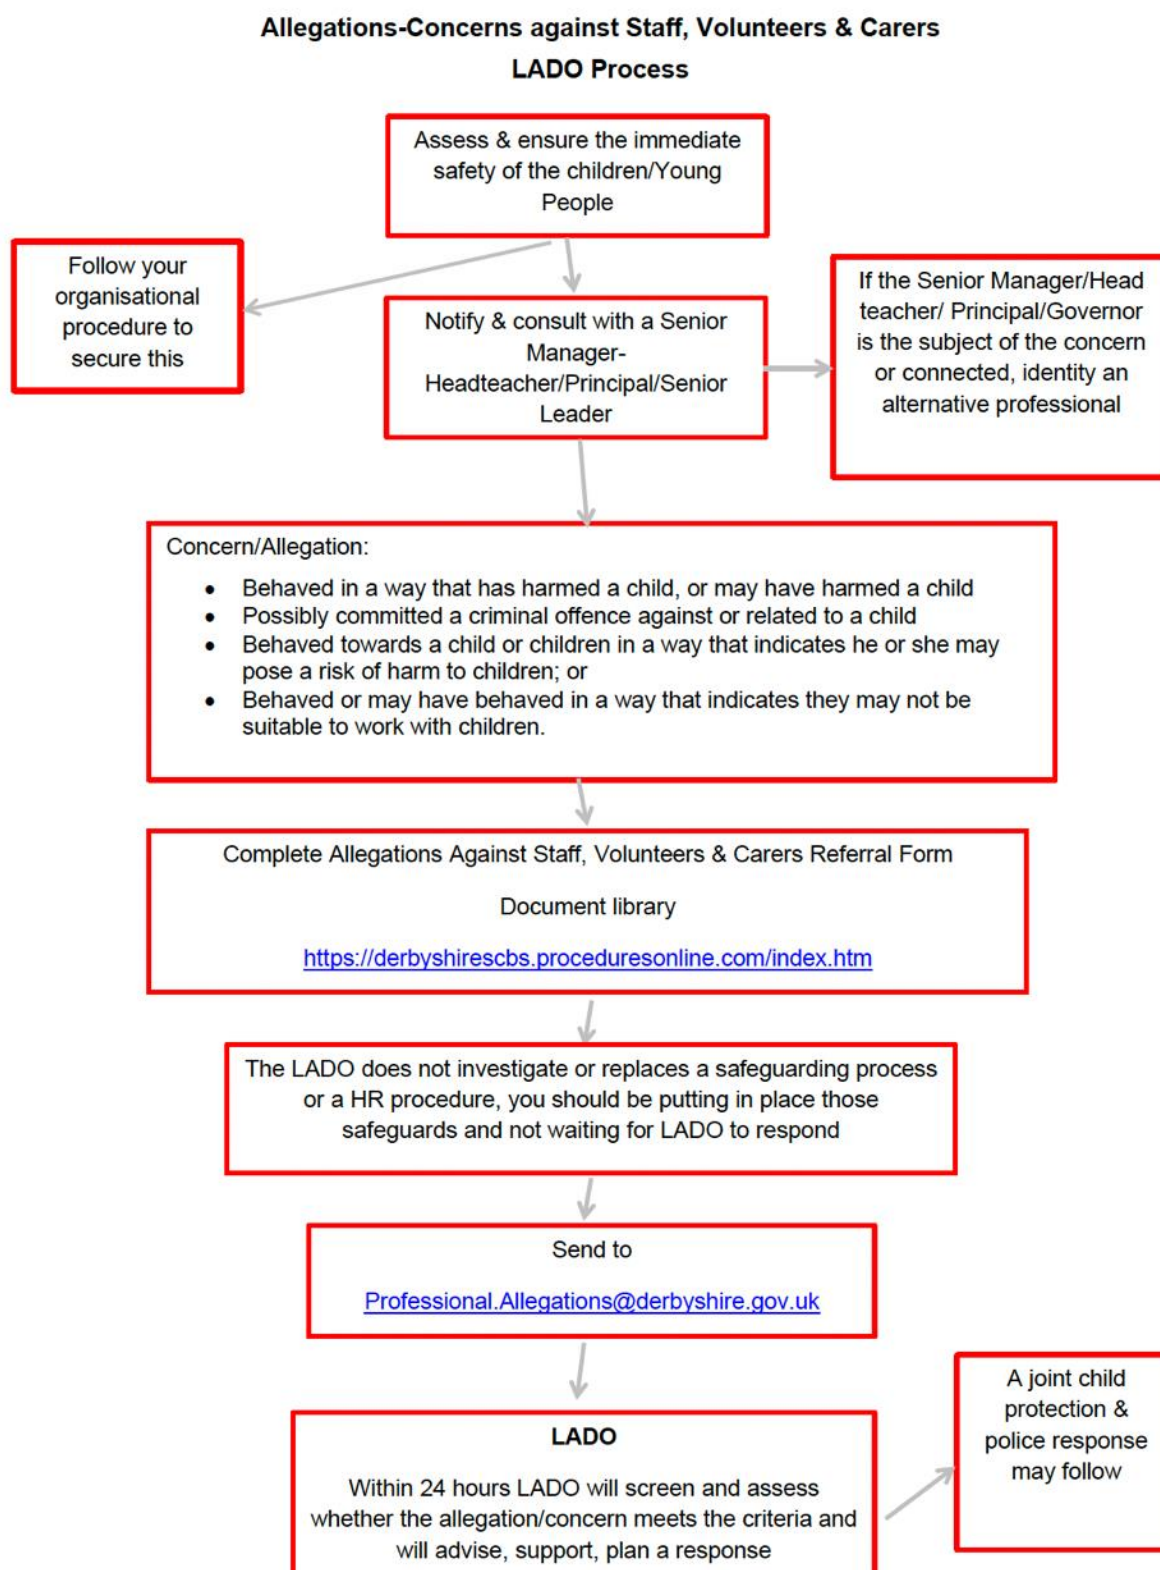 Allegations-Concerns against Staff, Volunteers & Carers
LADO Process
Assess & ensure the immediate
safety of the children/Young
People
Follow your
organisational
procedure to
secure this
Notify & consult with a Senior
Manager-
Headteacher/Principal/Senior
Leader
If the Senior Manager/Head
teacher/ Principal/Governor
is the subject of the concern
or connected, identity an
alternative professional
Concern/Allegation:
• Behaved in a way that has harmed a child, or may have harmed a child
• Possibly committed a criminal offence against or related to a child
• Behaved towards a child or children in a way that indicates he or she may
pose a risk of harm to children; or
• Behaved or may have behaved in a way that indicates they may not be
suitable to work with children.
Complete Allegations Against Staff, Volunteers & Carers Referral Form
Document library
https://derbyshirescbs.proceduresonline.com/index.htm
The LADO does not investigate or replaces a safeguarding process
or a HR procedure, you should be putting in place those
safeguards and not waiting for LADO to respond
Send to
Professional.Allegations@derbyshire.gov.uk
LADO
Within 24 hours LADO will screen and assess
whether the allegation/concern meets the criteria and
will advise, support, plan a response
A joint child
protection &
police response
may follow